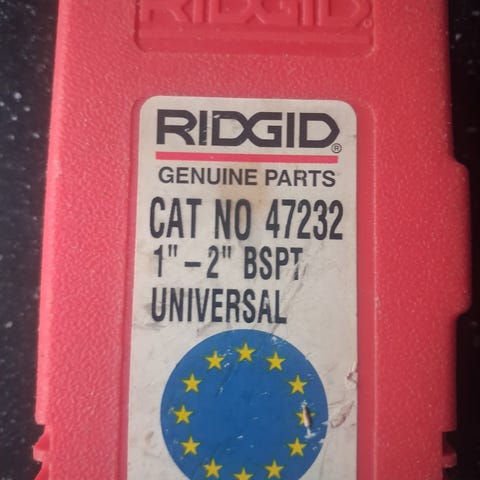 RIDGID
RIDGID®
GENUINE PARTS
CAT NO 47232
1" - 2" BSPT
UNIVERSAL